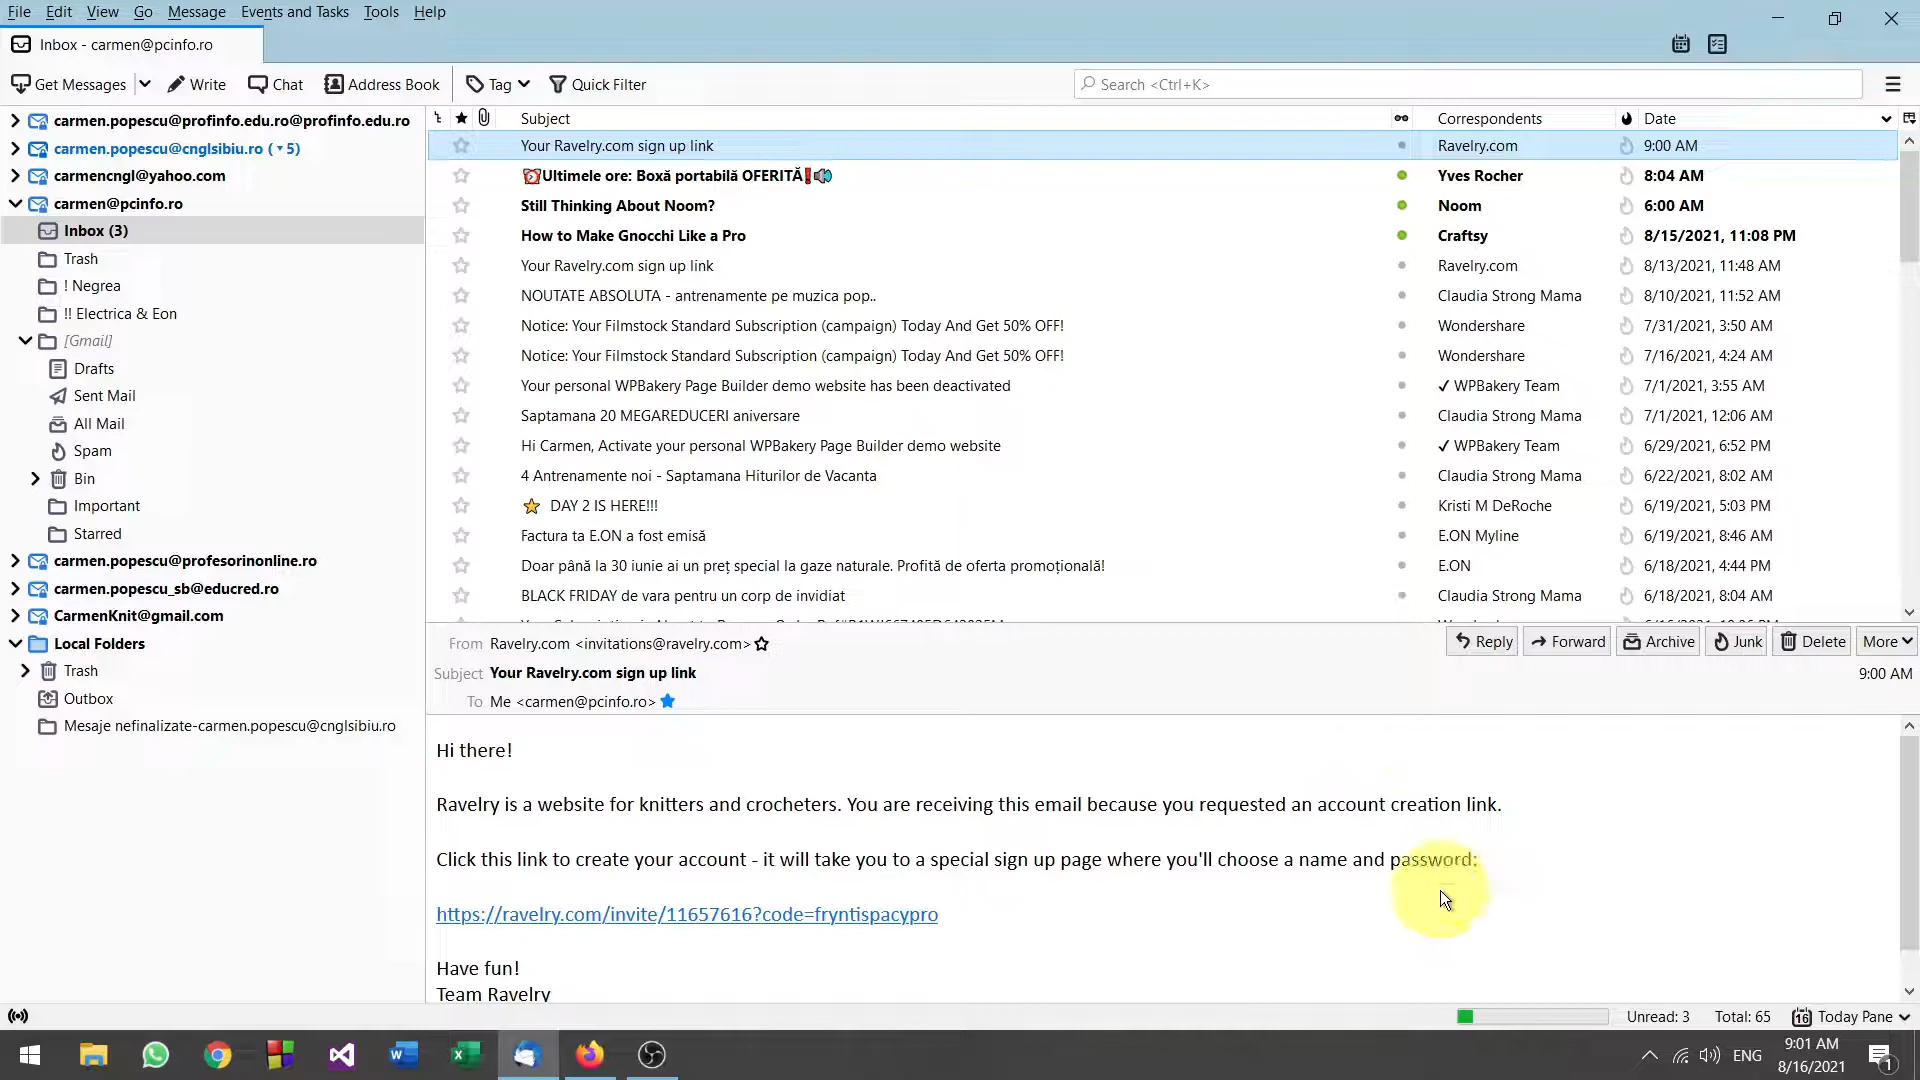 File Edit View Go Message Events and Tasks Tools Help
Inbox - carmen@pcinfo.ro
Get Messages Write Chat Address Book Tag Quick Filter Search <Ctrl+K>
carmen.popescu@profinfo.edu.ro@profinfo.edu.ro
carmen.popescu@cnglsibiu.ro (▾5)
carmencngl@yahoo.com
carmen@pcinfo.ro
Inbox (3)
Trash
! Negrea
!! Electrica & Eon
[Gmail]
Drafts
Sent Mail
All Mail
Spam
Bin
Important
Starred
carmen.popescu@profesorinonline.ro
carmen.popescu_sb@educred.ro
CarmenKnit@gmail.com
Local Folders
Trash
Outbox
Mesaje nefinalizate-carmen.popescu@cnglsibiu.ro
Subject Correspondents Date
Your Ravelry.com sign up link Ravelry.com 9:00 AM
⏰Ultimele ore: Boxă portabilă OFERITĂ❗🔊 Yves Rocher 8:04 AM
Still Thinking About Noom? Noom 6:00 AM
How to Make Gnocchi Like a Pro Craftsy 8/15/2021, 11:08 PM
Your Ravelry.com sign up link Ravelry.com 8/13/2021, 11:48 AM
NOUTATE ABSOLUTA - antrenamente pe muzica pop.. Claudia Strong Mama 8/10/2021, 11:52 AM
Notice: Your Filmstock Standard Subscription (campaign) Today And Get 50% OFF! Wondershare 7/31/2021, 3:50 AM
Notice: Your Filmstock Standard Subscription (campaign) Today And Get 50% OFF! Wondershare 7/16/2021, 4:24 AM
Your personal WPBakery Page Builder demo website has been deactivated ✓ WPBakery Team 7/1/2021, 3:55 AM
Saptamana 20 MEGAREDUCERI aniversare Claudia Strong Mama 7/1/2021, 12:06 AM
Hi Carmen, Activate your personal WPBakery Page Builder demo website ✓ WPBakery Team 6/29/2021, 6:52 PM
4 Antrenamente noi - Saptamana Hiturilor de Vacanta Claudia Strong Mama 6/22/2021, 8:02 AM
⭐ DAY 2 IS HERE!!! Kristi M DeRoche 6/19/2021, 5:03 PM
Factura ta E.ON a fost emisă E.ON Myline 6/19/2021, 8:46 AM
Doar până la 30 iunie ai un preț special la gaze naturale. Profită de oferta promoțională! E.ON 6/18/2021, 4:44 PM
BLACK FRIDAY de vara pentru un corp de invidiat Claudia Strong Mama 6/18/2021, 8:04 AM
From Ravelry.com <invitations@ravelry.com> Reply Forward Archive Junk Delete More
Subject Your Ravelry.com sign up link 9:00 AM
To Me <carmen@pcinfo.ro>
Hi there!
Ravelry is a website for knitters and crocheters. You are receiving this email because you requested an account creation link.
Click this link to create your account - it will take you to a special sign up page where you'll choose a name and password:
https://ravelry.com/invite/11657616?code=fryntispacypro
Have fun!
Team Ravelry
Unread: 3 Total: 65 16 Today Pane
ENG 9:01 AM
8/16/2021 1